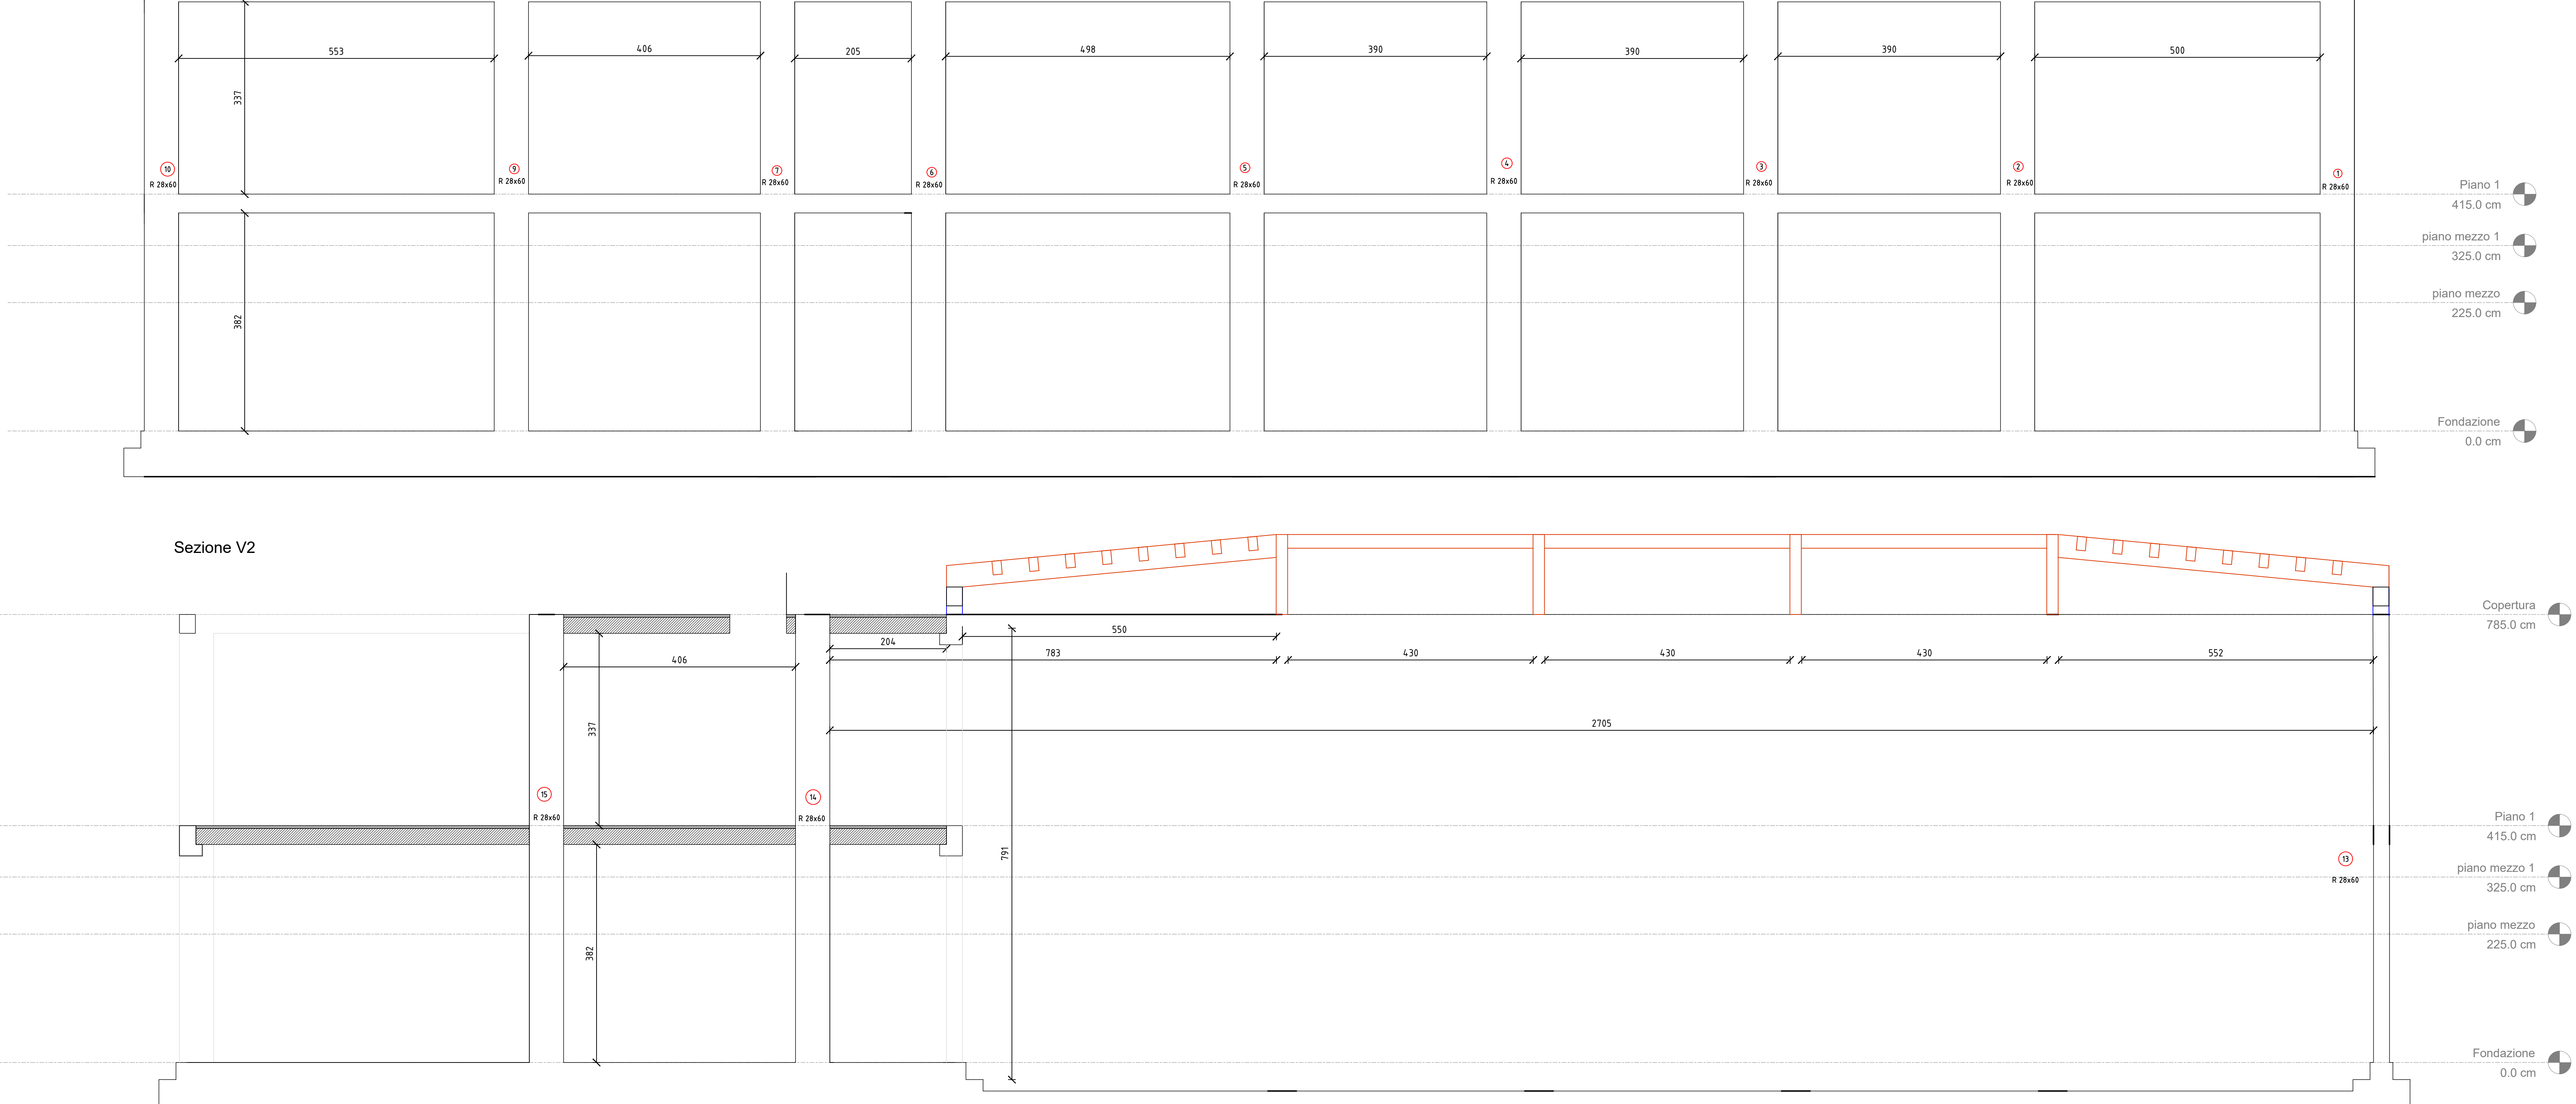 553
406
205
498
390
390
390
500
337
10
R 28x60
9
R 28x60
7
R 28x60
6
R 28x60
5
R 28x60
4
R 28x60
3
R 28x60
2
R 28x60
1
R 28x60
Piano 1
415.0 cm
piano mezzo 1
325.0 cm
piano mezzo
225.0 cm
382
Fondazione
0.0 cm
Sezione V2
Copertura
785.0 cm
550
204
406
783
430
430
430
552
337
2705
15
R 28x60
14
R 28x60
Piano 1
415.0 cm
791
13
R 28x60
piano mezzo 1
325.0 cm
piano mezzo
225.0 cm
382
Fondazione
0.0 cm